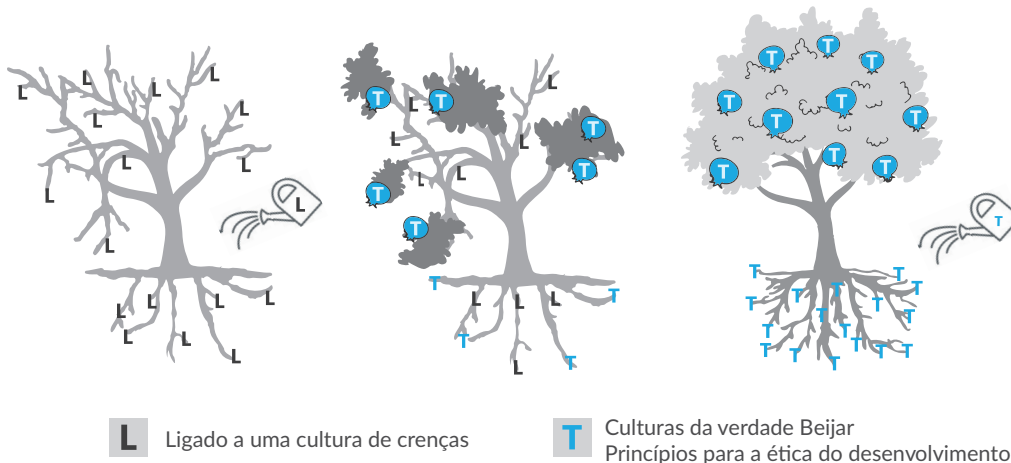 L L L L L L L L L L
L
L L L L L L L
L T L T T L L T L L T T
T L L L T T L T
T T T T T T T T T T
T
T T T T T T T T T T T T T T T T
L Ligado a uma cultura de crenças
T Culturas da verdade Beijar
Princípios para a ética do desenvolvimento